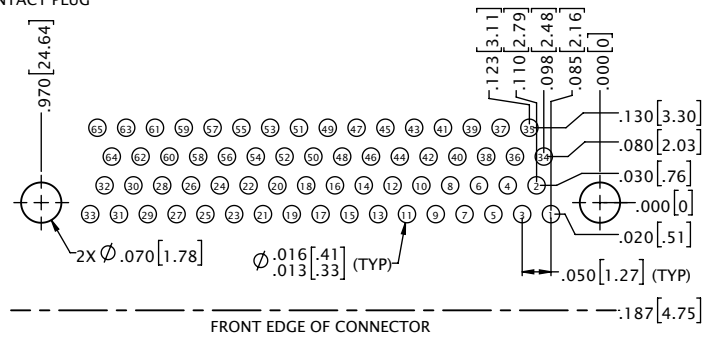 NTACT PLUG
.970[24.64]
.123[3.11]
.110[2.79]
.098[2.48]
.085[2.16]
.000[0]
65 63 61 59 57 55 53 51 49 47 45 43 41 39 37 35
.130[3.30]
64 62 60 58 56 54 52 50 48 46 44 42 40 38 36 34
.080[2.03]
32 30 28 26 24 22 20 18 16 14 12 10 8 6 4 2
.030[.76]
.000[0]
33 31 29 27 25 23 21 19 17 15 13 11 9 7 5 3 1
.020[.51]
2X Ø .070[1.78]
Ø .016[.41]
.013[.33] (TYP)
.050[1.27] (TYP)
.187[4.75]
FRONT EDGE OF CONNECTOR